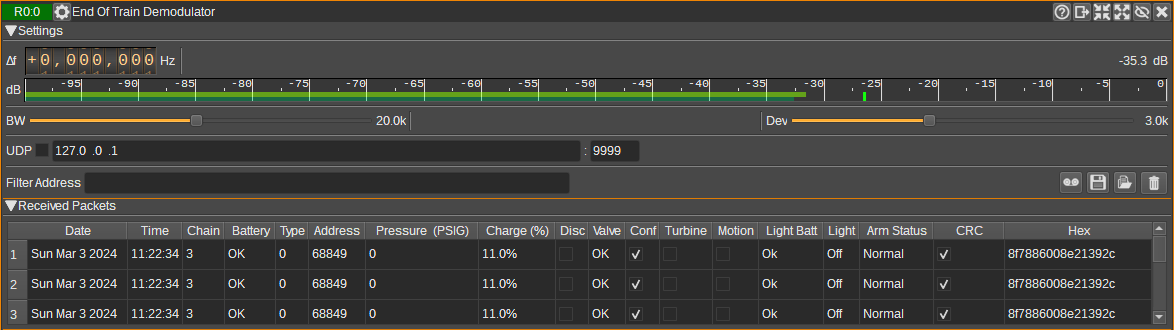 R0:0 End Of Train Demodulator
Settings
Δf +0,000,000 Hz -35.3 dB
dB -95 -90 -85 -80 -75 -70 -65 -60 -55 -50 -45 -40 -35 -30 -25 -20 -15 -10 -5 0
BW 20.0k Dev 3.0k
UDP 127.0 .0 .1 : 9999
Filter Address
Received Packets
Date Time Chain Battery Type Address Pressure (PSIG) Charge (%) Disc Valve Conf Turbine Motion Light Batt Light Arm Status CRC Hex
1 Sun Mar 3 2024 11:22:34 3 OK 0 68849 0 11.0% OK Ok Off Normal 8f7886008e21392c
2 Sun Mar 3 2024 11:22:34 3 OK 0 68849 0 11.0% OK Ok Off Normal 8f7886008e21392c
3 Sun Mar 3 2024 11:22:34 3 OK 0 68849 0 11.0% OK Ok Off Normal 8f7886008e21392c